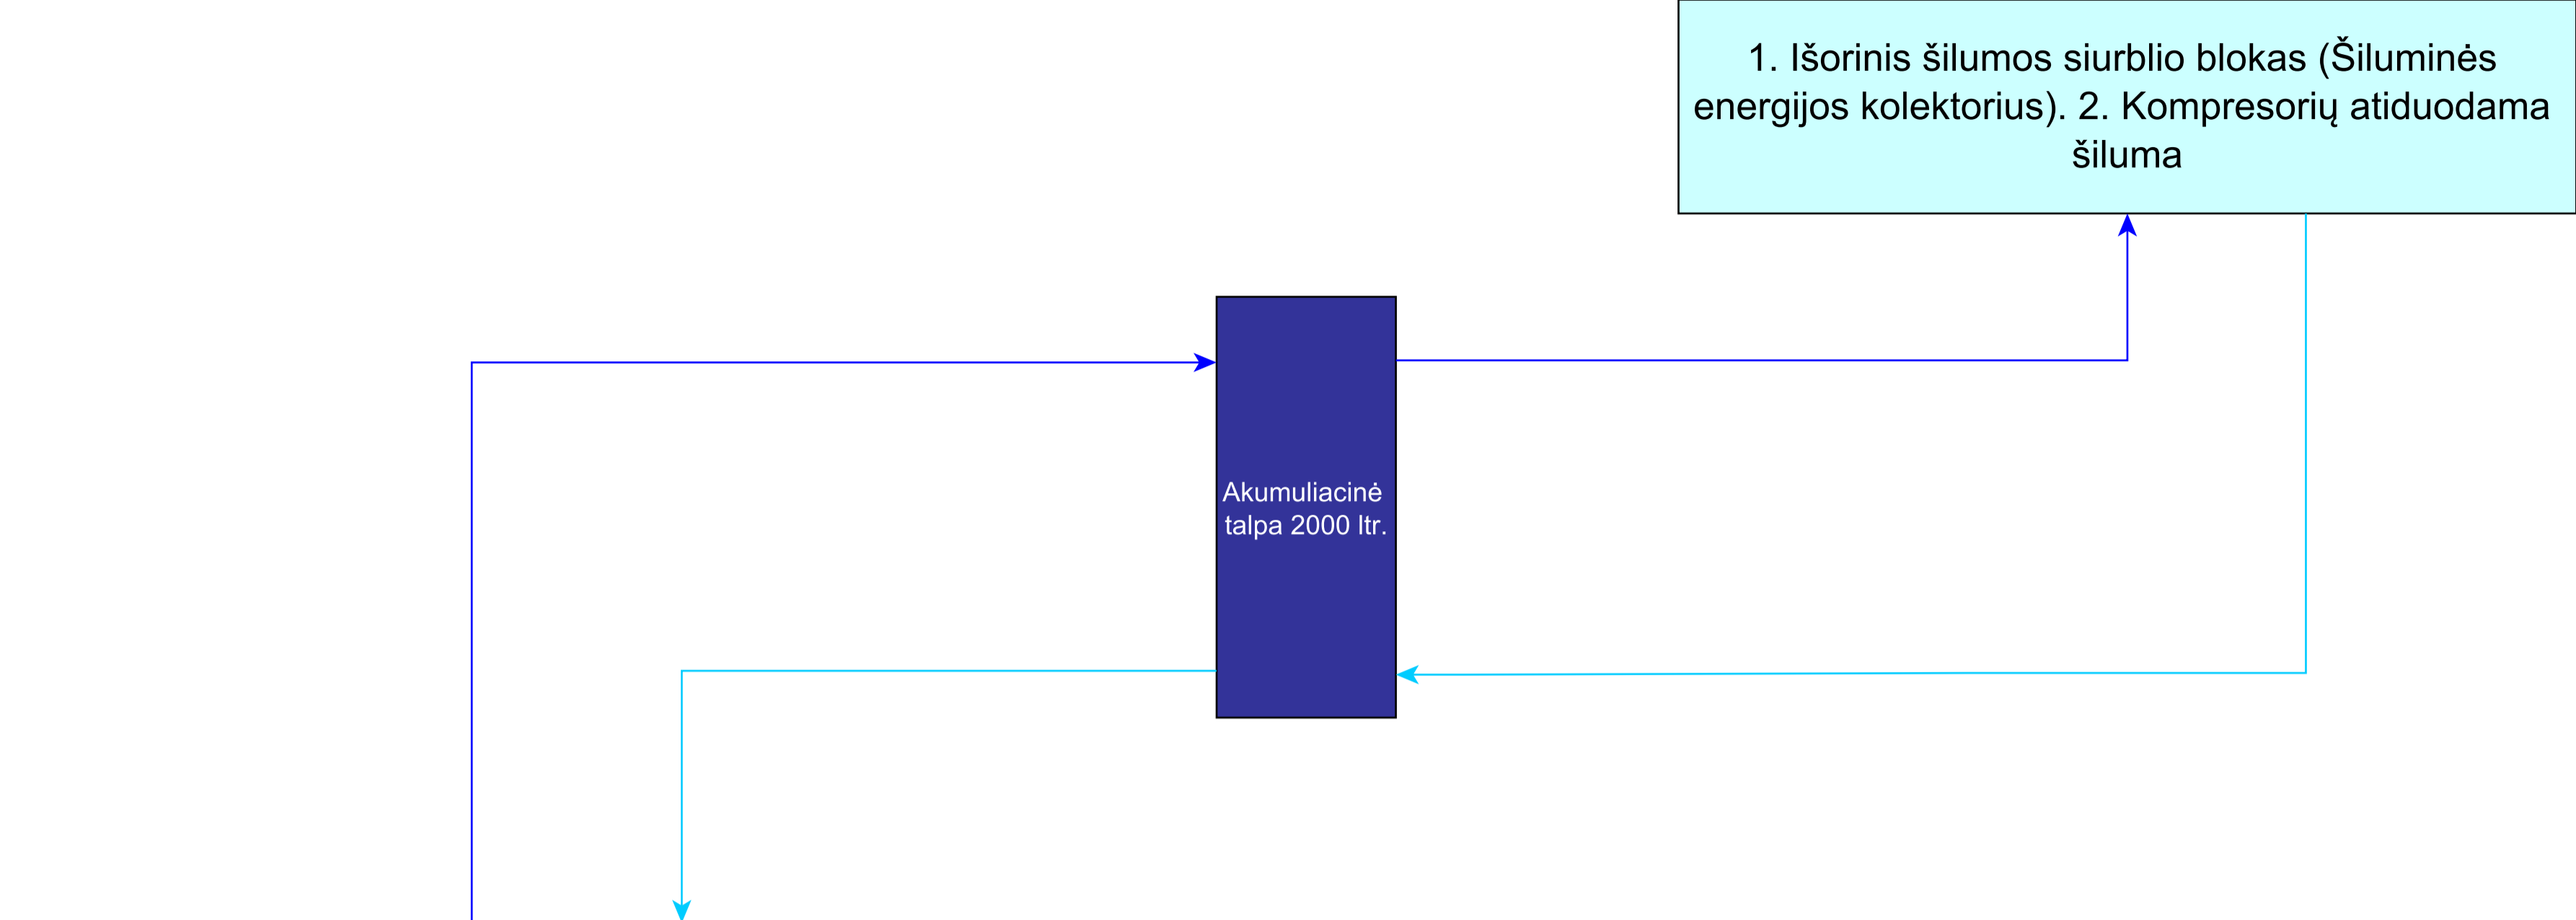 1. Išorinis šilumos siurblio blokas (Šiluminės
energijos kolektorius). 2. Kompresorių atiduodama
šiluma
Akumuliacinė
talpa 2000 ltr.